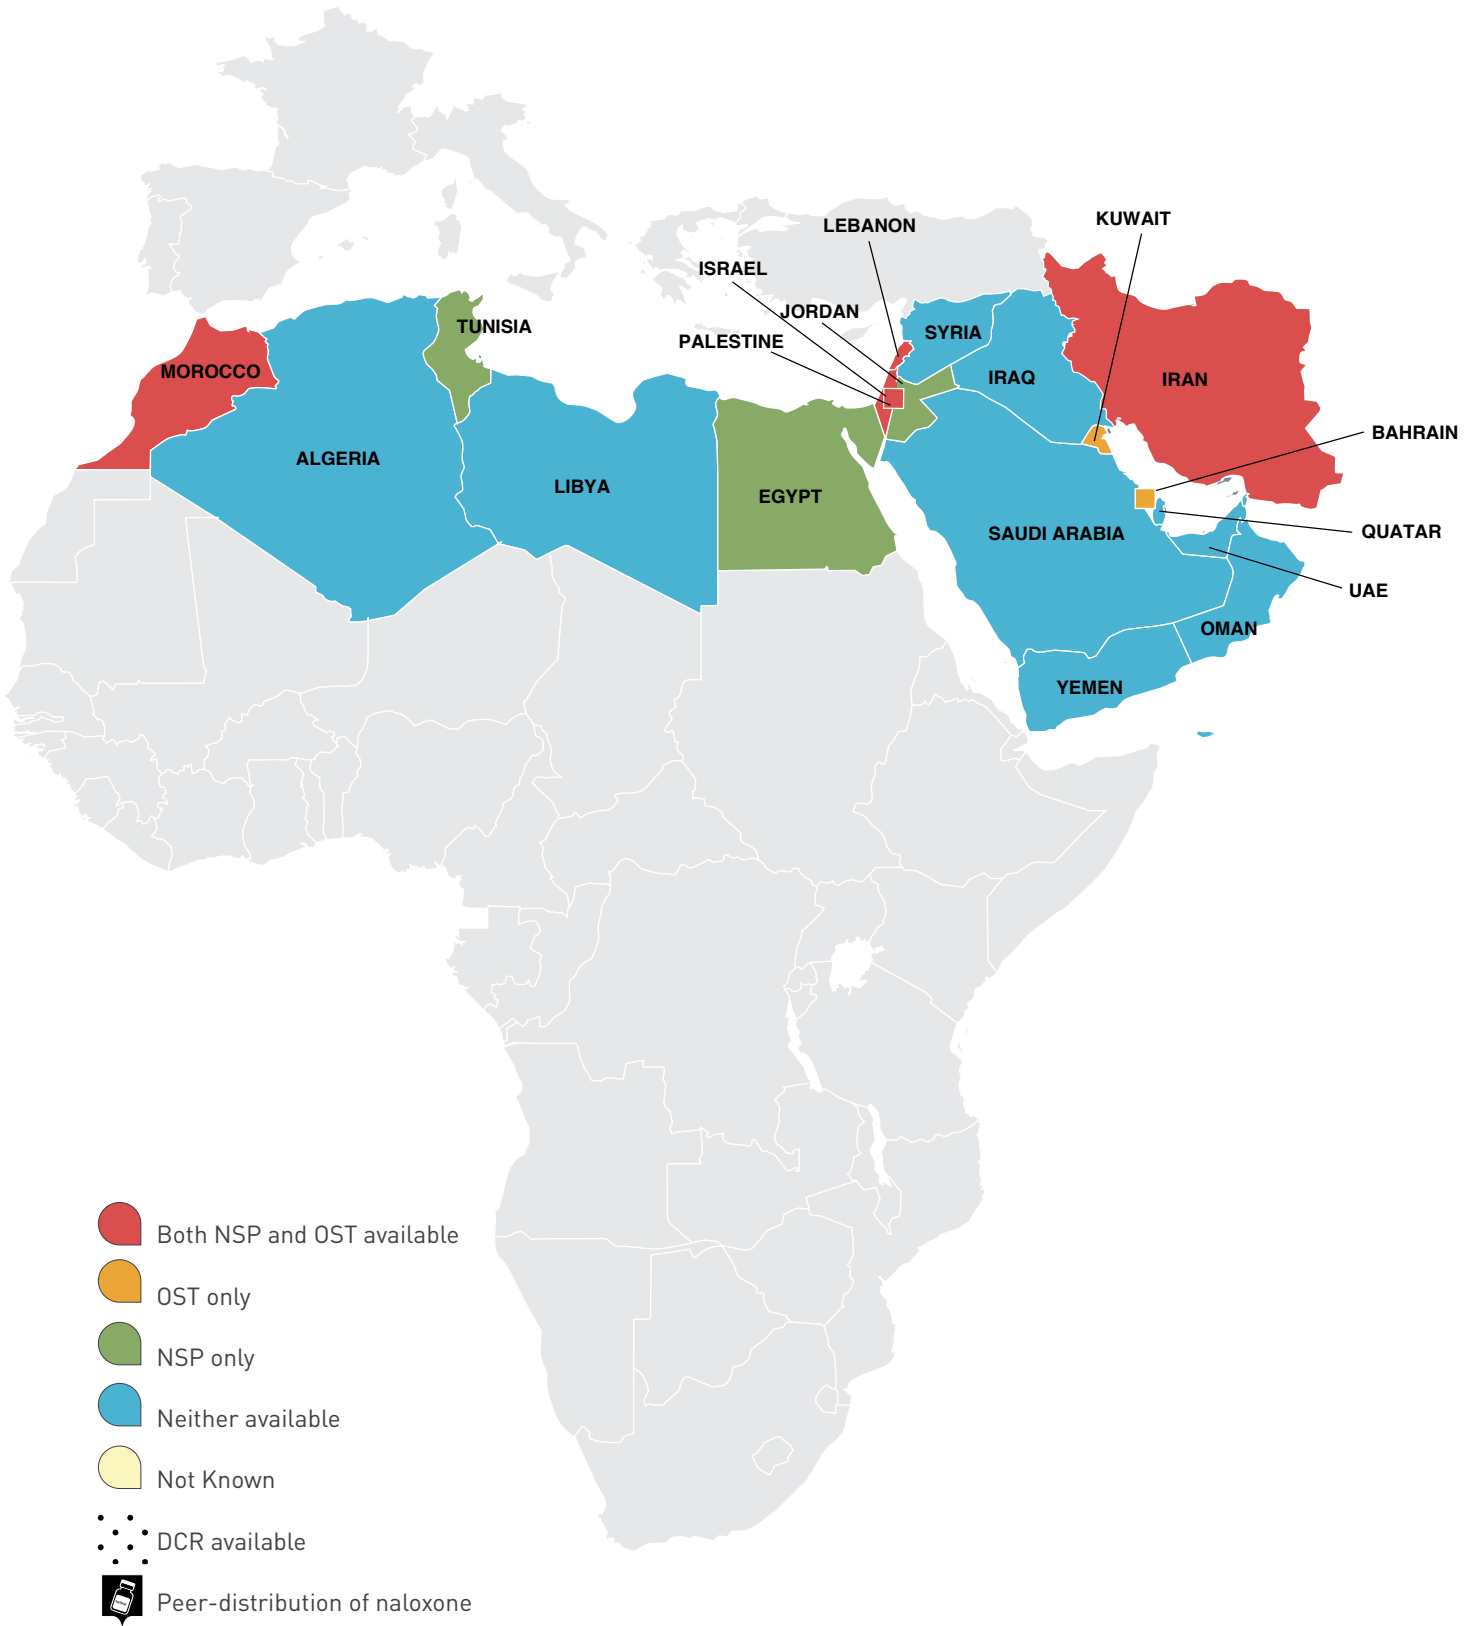 KUWAIT
LEBANON
ISRAEL
JORDAN
PALESTINE
TUNISIA
SYRIA
MOROCCO
IRAQ
IRAN
BAHRAIN
ALGERIA
LIBYA
EGYPT
SAUDI ARABIA
QUATAR
UAE
OMAN
YEMEN
Both NSP and OST available
OST only
NSP only
Neither available
Not Known
DCR available
Peer-distribution of naloxone